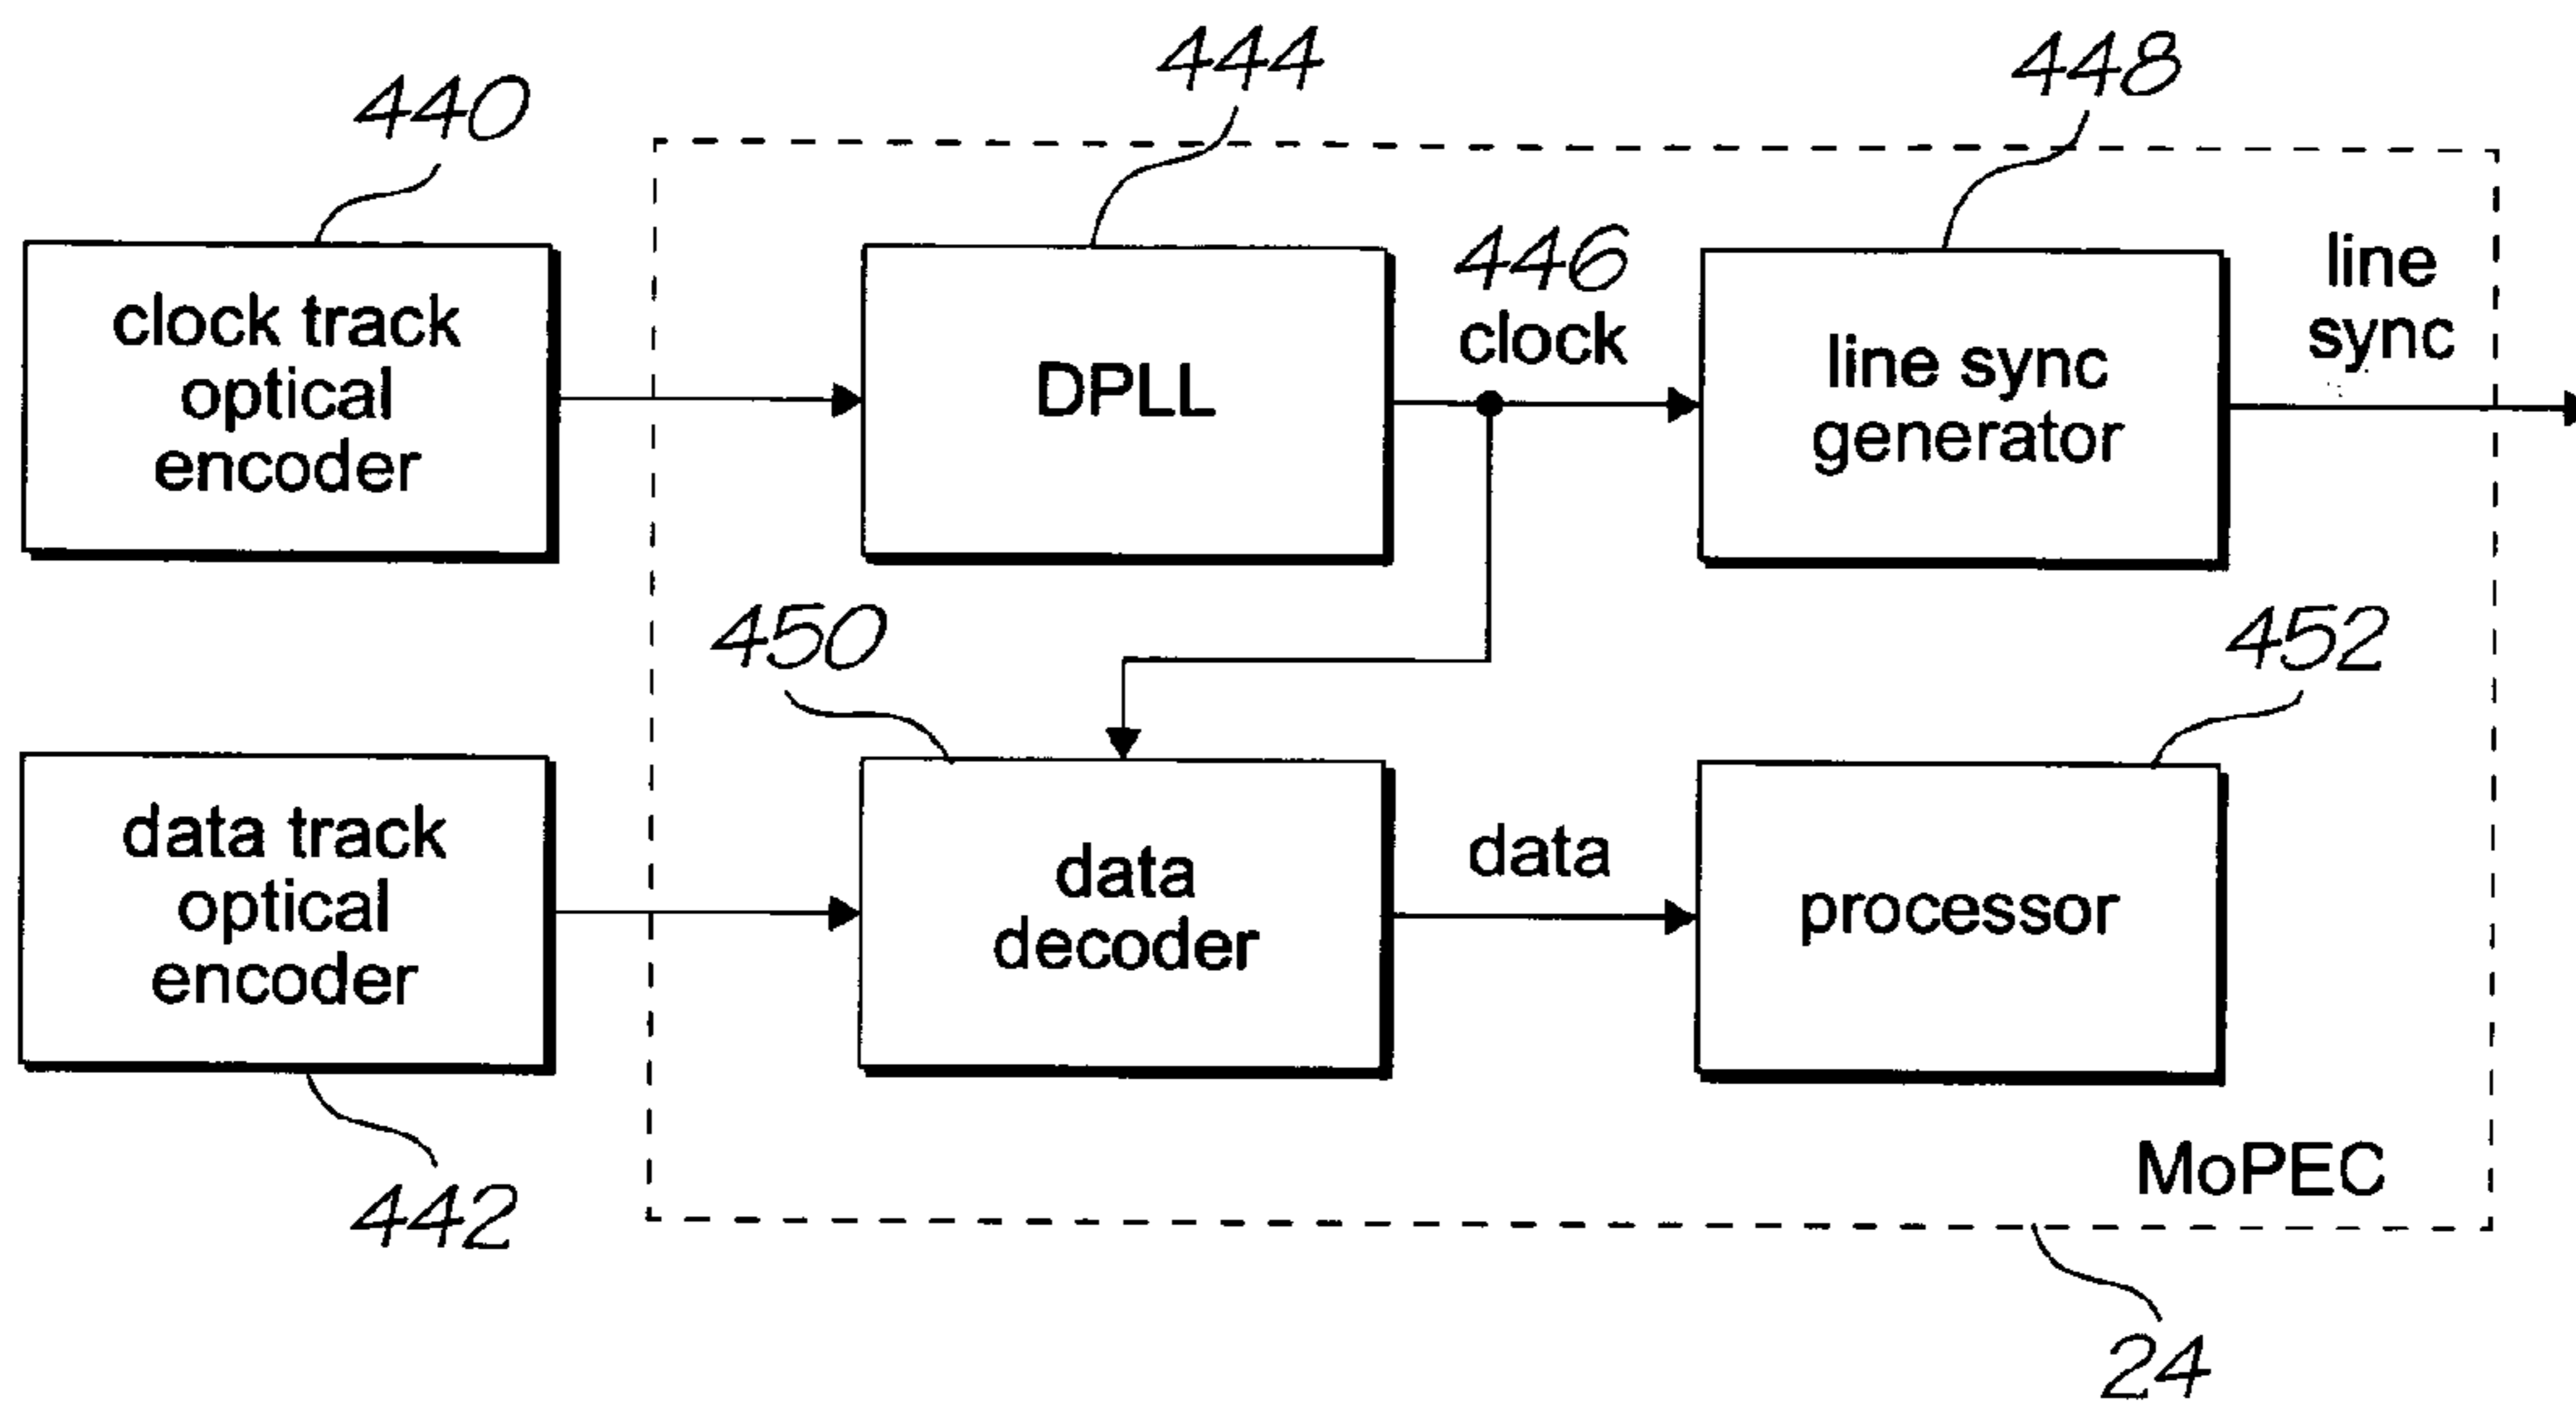 440
444
448
clock track
optical
encoder
DPLL
446
clock
line sync
generator
line
sync
450
452
data track
optical
encoder
data
decoder
data
processor
MoPEC
442
24